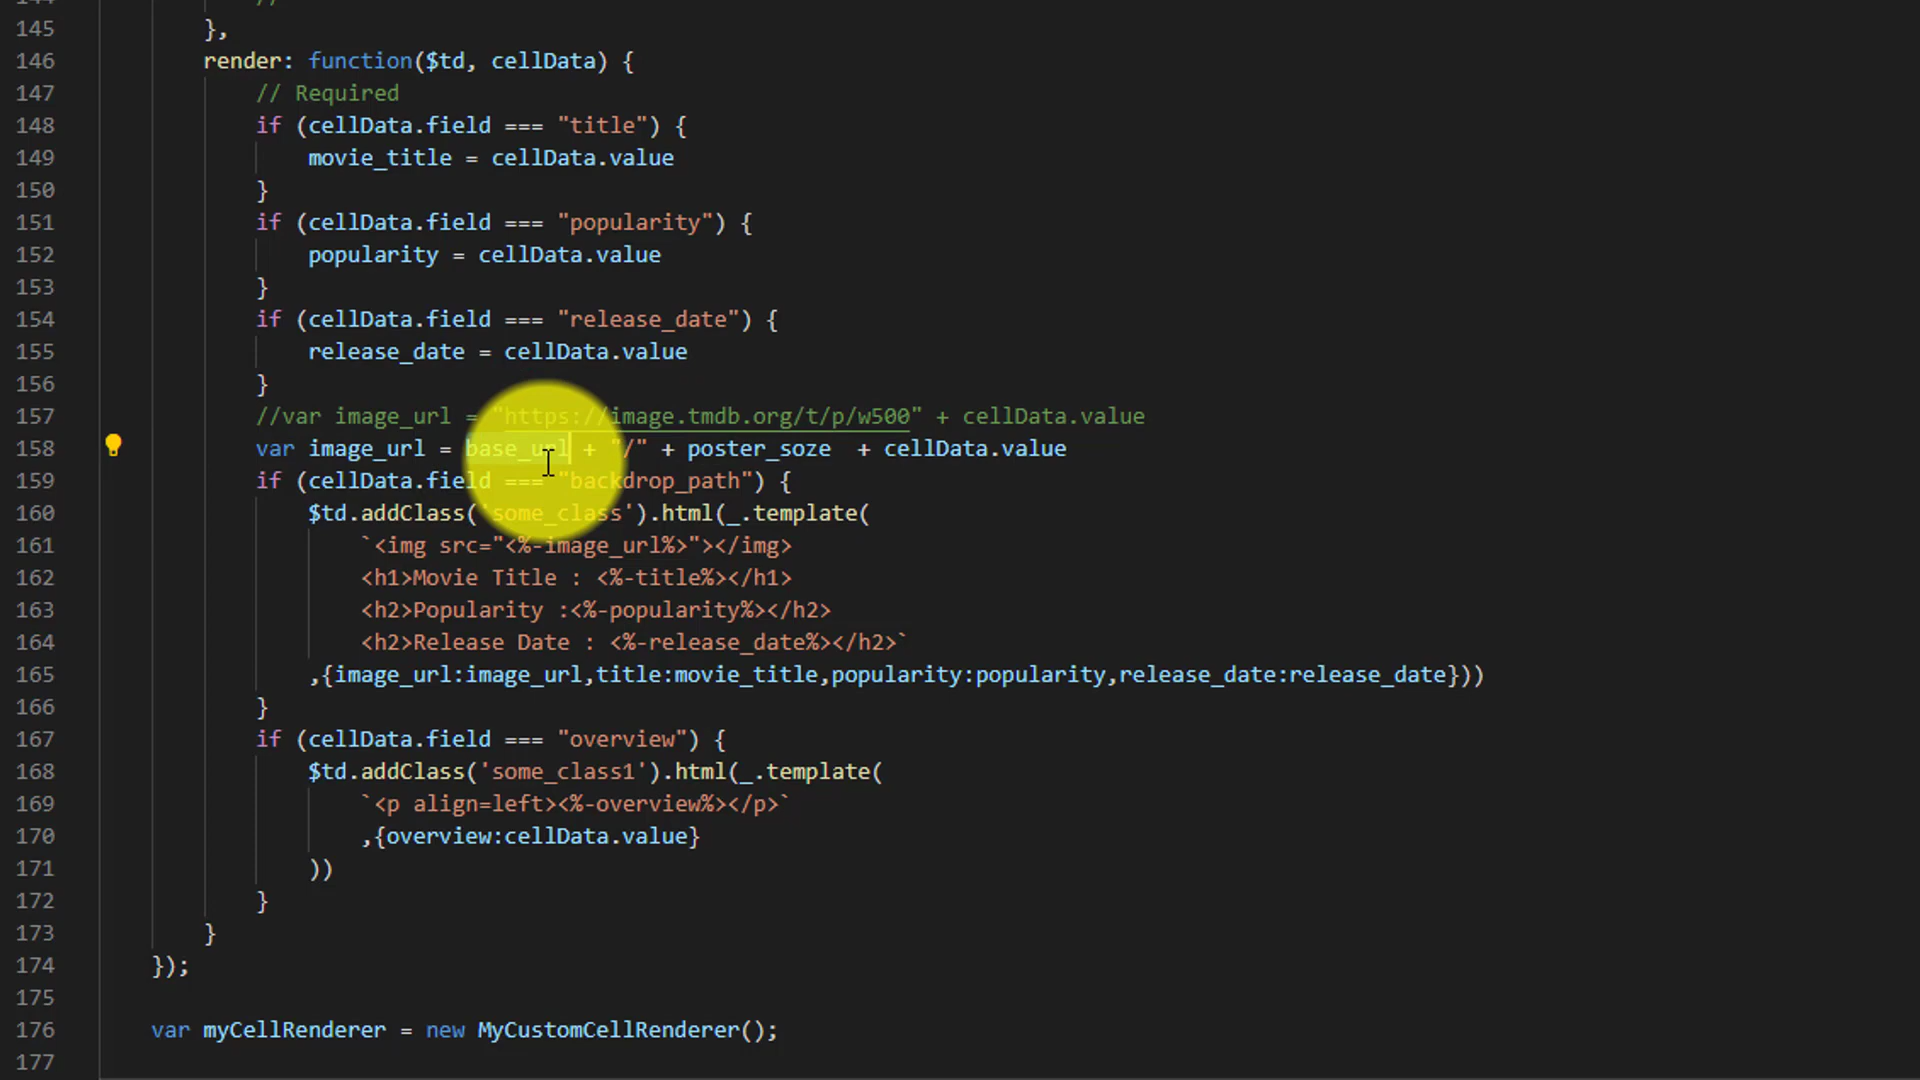 144 //
145 },
146 render: function($td, cellData) {
147 // Required
148 if (cellData.field === "title") {
149 movie_title = cellData.value
150 }
151 if (cellData.field === "popularity") {
152 popularity = cellData.value
153 }
154 if (cellData.field === "release_date") {
155 release_date = cellData.value
156 }
157 //var image_url = "https://image.tmdb.org/t/p/w500" + cellData.value
158 var image_url = base_url + "/" + poster_soze  + cellData.value
159 if (cellData.field === "backdrop_path") {
160 $td.addClass('some_class').html(_.template(
161 `<img src="<%-image_url%>"></img>
162 <h1>Movie Title : <%-title%></h1>
163 <h2>Popularity :<%-popularity%></h2>
164 <h2>Release Date : <%-release_date%></h2>`
165 ,{image_url:image_url,title:movie_title,popularity:popularity,release_date:release_date}))
166 }
167 if (cellData.field === "overview") {
168 $td.addClass('some_class1').html(_.template(
169 `<p align=left><%-overview%></p>`
170 ,{overview:cellData.value}
171 ))
172 }
173 }
174 });
175
176 var myCellRenderer = new MyCustomCellRenderer();
177